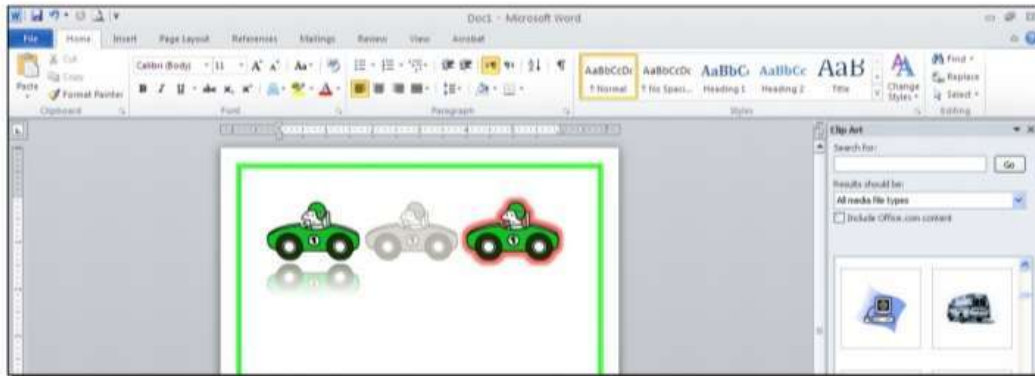 Doc1 - Microsoft Word
File Home Insert Page Layout References Mailings Review View Acrobat
Cut
Copy
Format Painter
Paste
Clipboard
Calibri (Body) 11
Font
Paragraph
AaBbCcDc AaBbCcDc AaBbC AaBbCc AaB
¶ Normal ¶ No Spaci... Heading 1 Heading 2 Title
Change Styles
Styles
Find
Replace
Select
Editing
Clip Art
Search for:
Go
Results should be:
All media file types
Include Office.com content
1 1 1